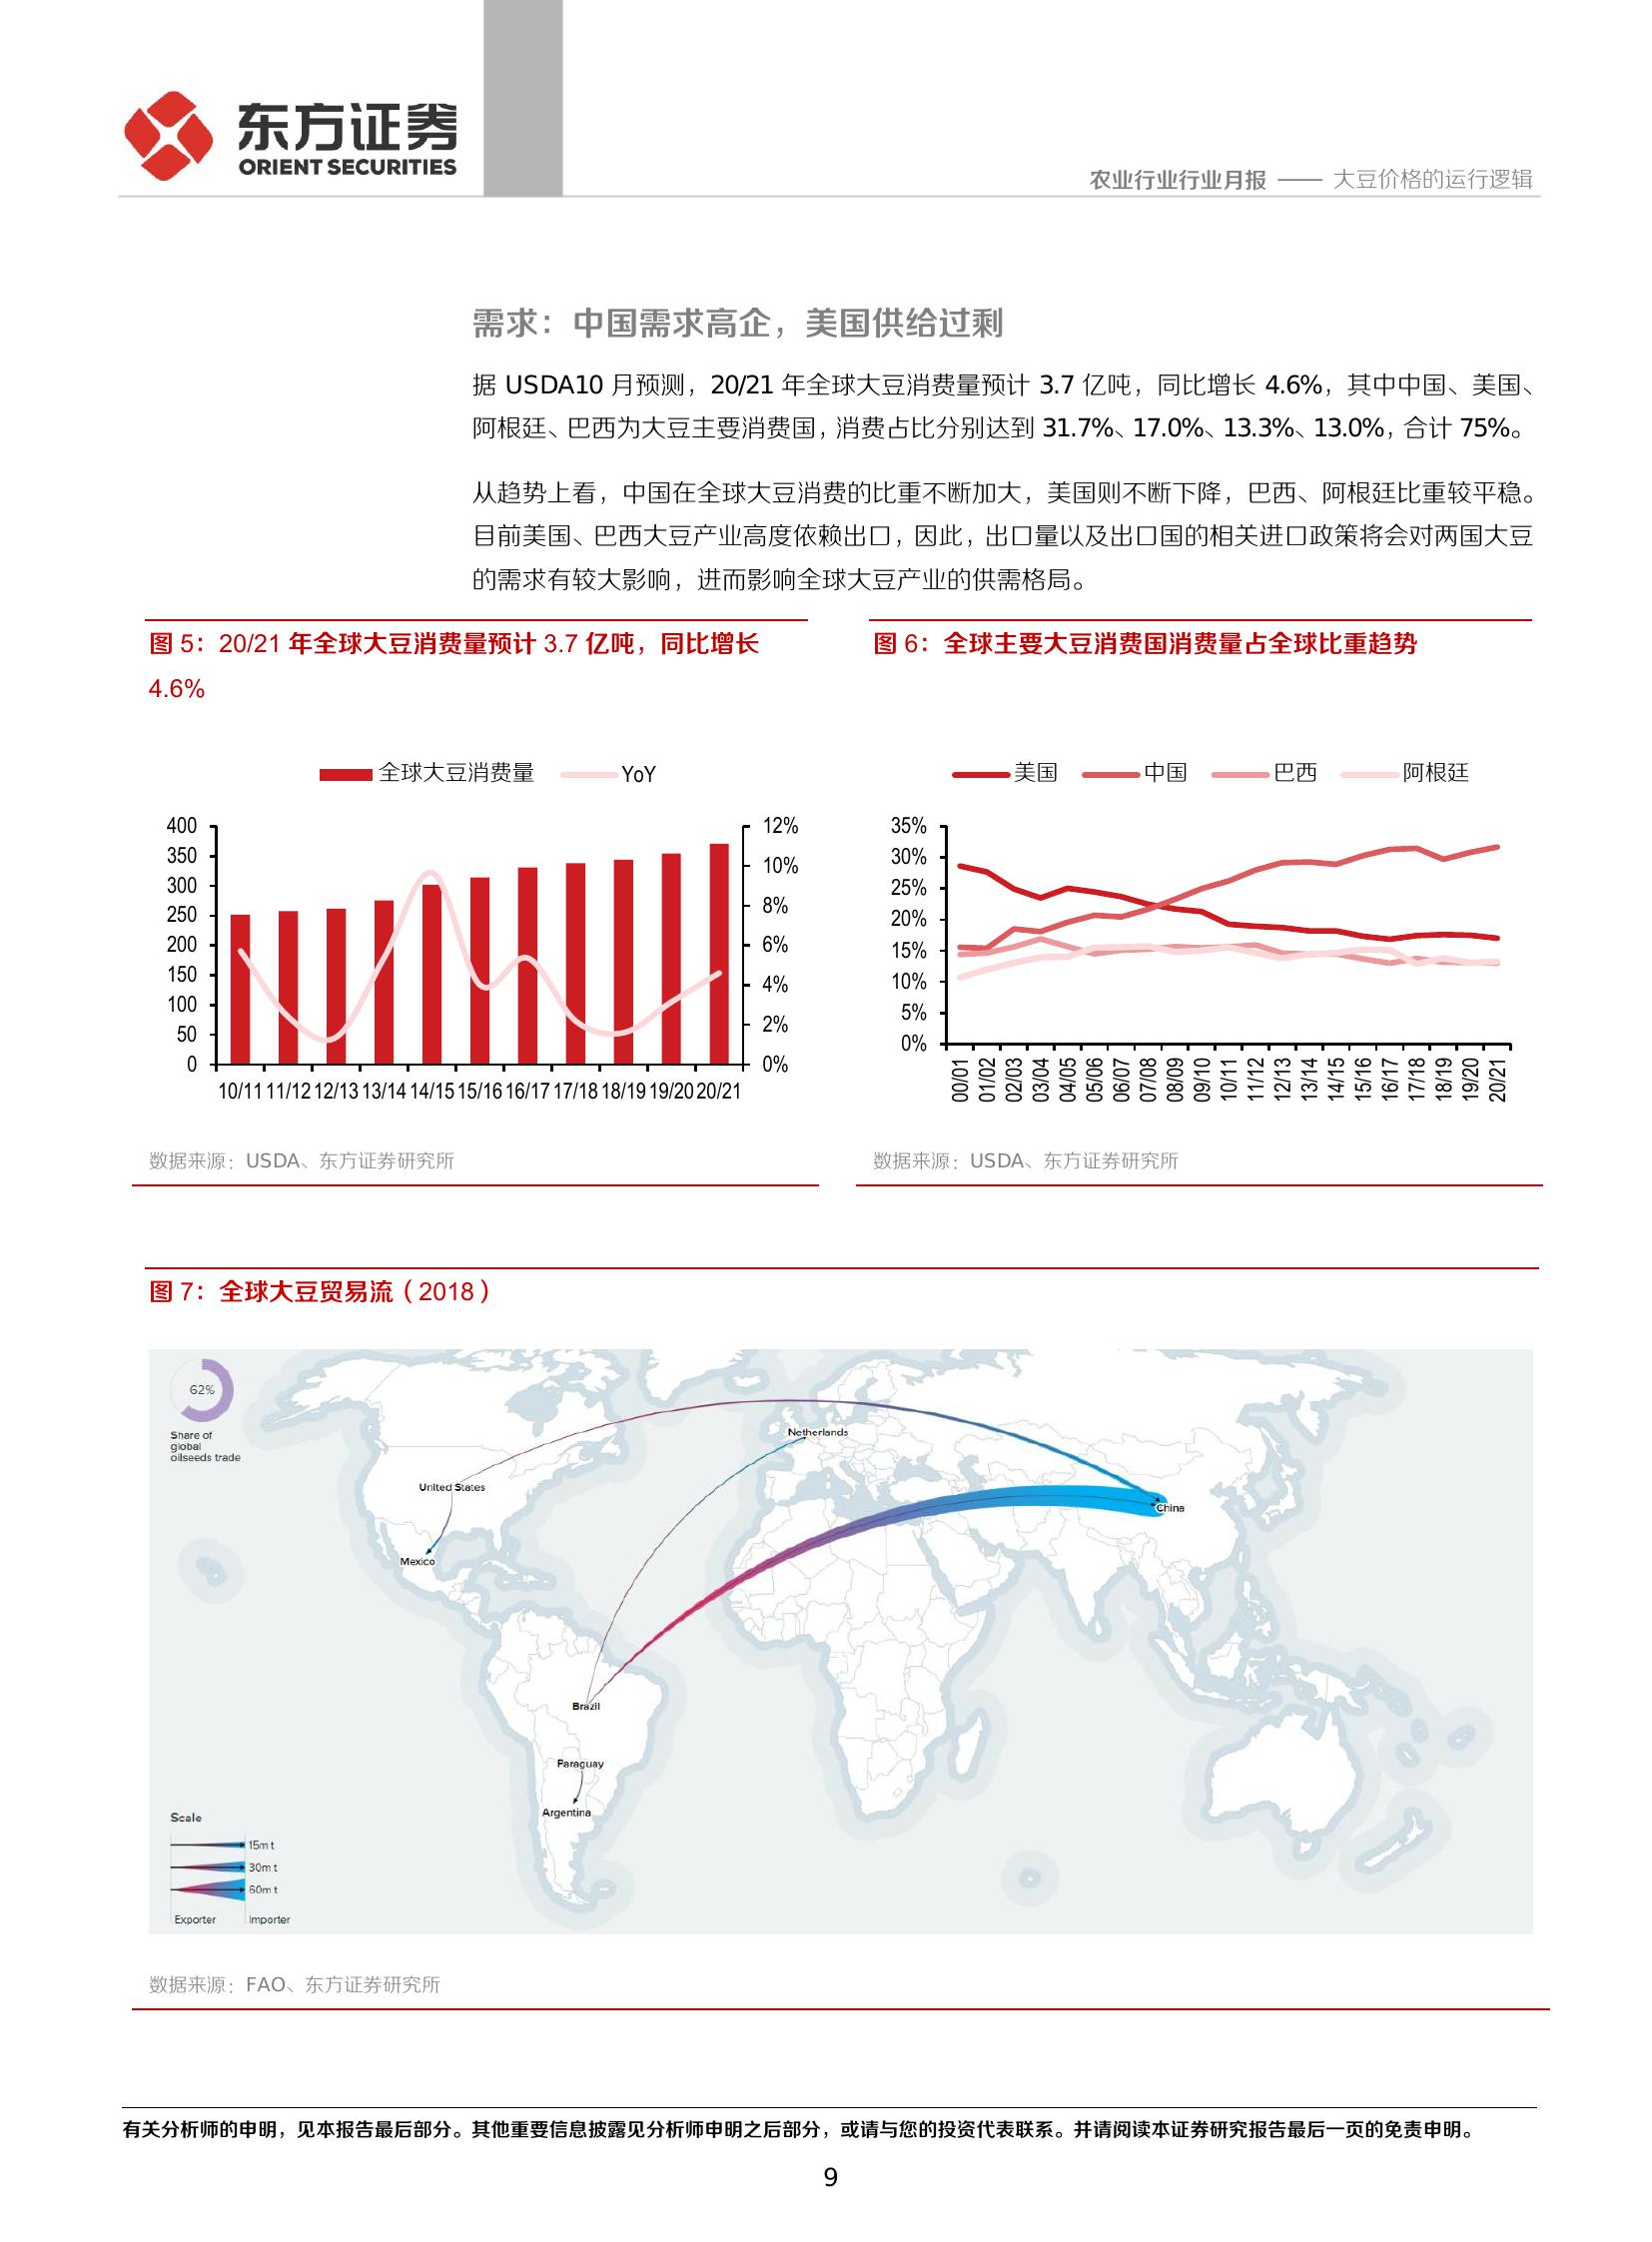 东方证券
ORIENT SECURITIES
农业行业行业月报 —— 大豆价格的运行逻辑
需求：中国需求高企，美国供给过剩
据 USDA10 月预测，20/21 年全球大豆消费量预计 3.7 亿吨，同比增长 4.6%，其中中国、美国、
阿根廷、巴西为大豆主要消费国，消费占比分别达到 31.7%、17.0%、13.3%、13.0%，合计 75%。
从趋势上看，中国在全球大豆消费的比重不断加大，美国则不断下降，巴西、阿根廷比重较平稳。
目前美国、巴西大豆产业高度依赖出口，因此，出口量以及出口国的相关进口政策将会对两国大豆
的需求有较大影响，进而影响全球大豆产业的供需格局。
图 5：20/21 年全球大豆消费量预计 3.7 亿吨，同比增长
4.6%
全球大豆消费量 YoY
400
350
300
250
200
150
100
50
0
12%
10%
8%
6%
4%
2%
0%
10/11 11/12 12/13 13/14 14/15 15/16 16/17 17/18 18/19 19/20 20/21
数据来源：USDA、东方证券研究所
图 6：全球主要大豆消费国消费量占全球比重趋势
美国 中国 巴西 阿根廷
35%
30%
25%
20%
15%
10%
5%
0%
00/01 01/02 02/03 03/04 04/05 05/06 06/07 07/08 08/09 09/10 10/11 11/12 12/13 13/14 14/15 15/16 16/17 17/18 18/19 19/20 20/21
数据来源：USDA、东方证券研究所
图 7：全球大豆贸易流（2018）
62%
Share of
global
oilseeds trade
Netherlands
United States
China
Mexico
Brazil
Paraguay
Argentina
Scale
15m t
30m t
60m t
Exporter Importer
数据来源：FAO、东方证券研究所
有关分析师的申明，见本报告最后部分。其他重要信息披露见分析师申明之后部分，或请与您的投资代表联系。并请阅读本证券研究报告最后一页的免责申明。
9